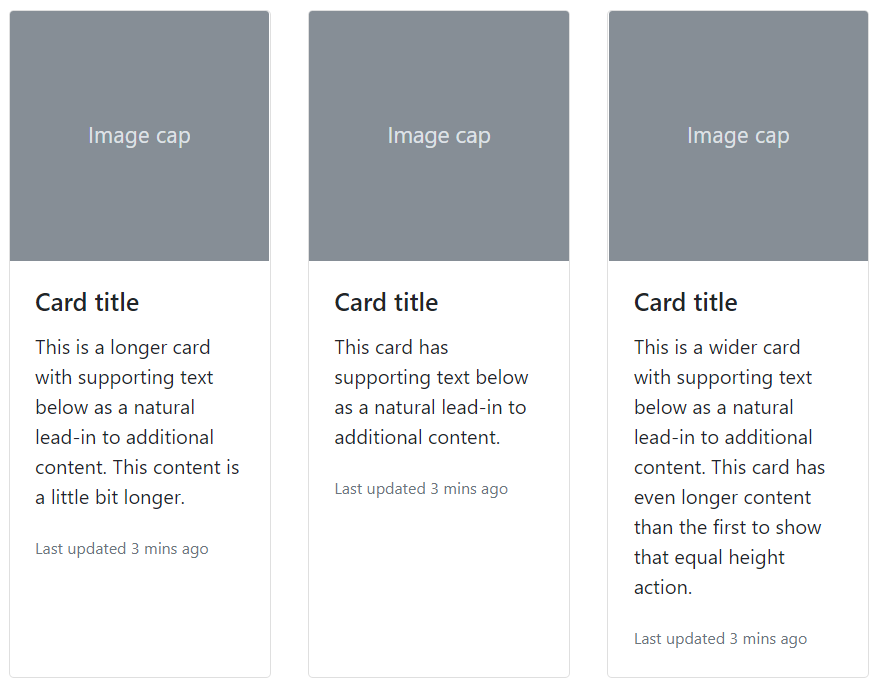 Image cap
Card title
This is a longer card
with supporting text
below as a natural
lead-in to additional
content. This content is
a little bit longer.
Last updated 3 mins ago
Image cap
Card title
This card has
supporting text below
as a natural lead-in to
additional content.
Last updated 3 mins ago
Image cap
Card title
This is a wider card
with supporting text
below as a natural
lead-in to additional
content. This card has
even longer content
than the first to show
that equal height
action.
Last updated 3 mins ago